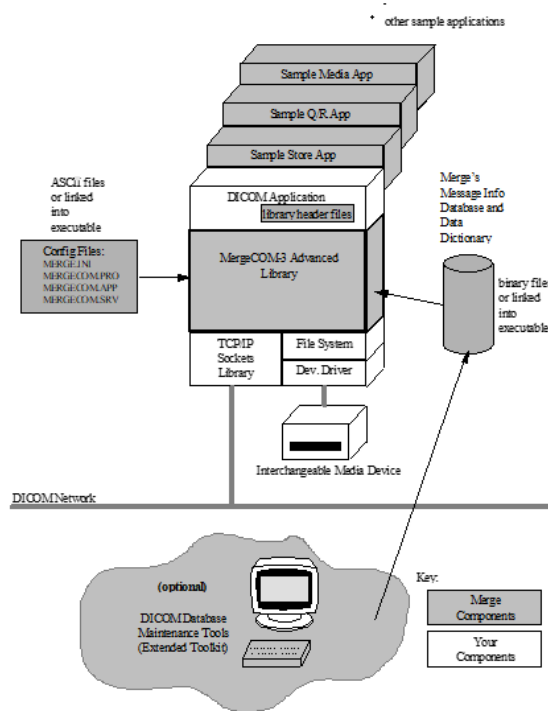 * other sample applications
Sample Media App
Sample Q/R App
Sample Store App
DICOM Application
library header files
MergeCOM-3 Advanced
Library
TCP/IP
Sockets
Library
File System
Dev. Driver
ASCii files
or linked
into
executable
Config Files:
MERGE.INI
MERGECOM.PRO
MERGECOM.APP
MERGECOM.SRV
Merge's
Message Info
Database and
Data
Dictionary
binary files
or linked
into
executable
Interchangeable Media Device
DICOM Network
(optional)
DICOM Database
Maintenance Tools
(Extended Toolkit)
Key:
Merge
Components
Your
Components